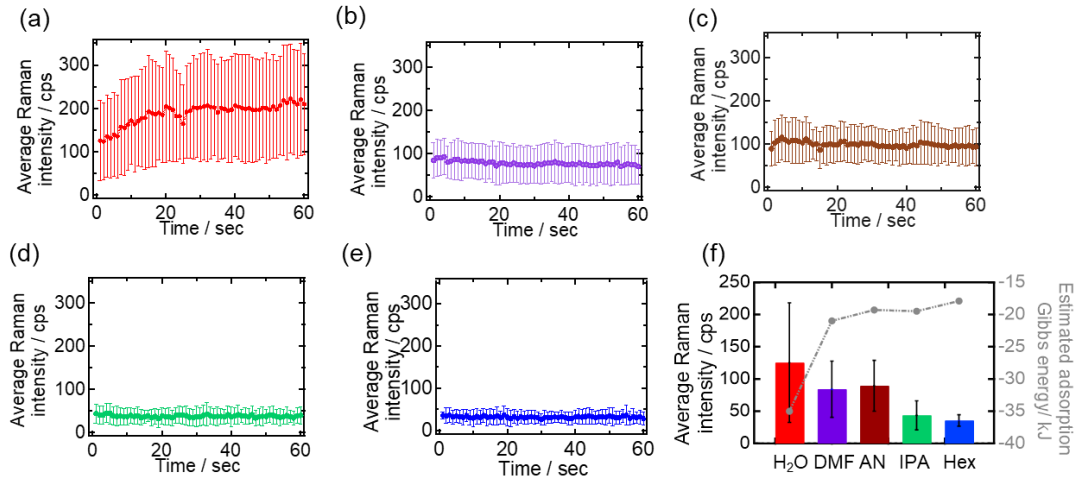 (a)
Average Raman
intensity / cps
300
200
100
0
0
20
40
60
Time / sec
(b)
Average Raman
intensity / cps
300
200
100
0
0
20
40
60
Time / sec
(c)
Average Raman
intensity / cps
300
200
100
0
0
20
40
60
Time / sec
(d)
Average Raman
intensity / cps
300
200
100
0
0
20
40
60
Time / sec
(e)
Average Raman
intensity / cps
300
200
100
0
0
20
40
60
Time / sec
(f)
Average Raman
intensity / cps
250
200
150
100
50
0
H₂O DMF AN IPA Hex
-15
-20
-25
-30
-35
-40
Estimated adsorption
Gibbs energy/ kJ